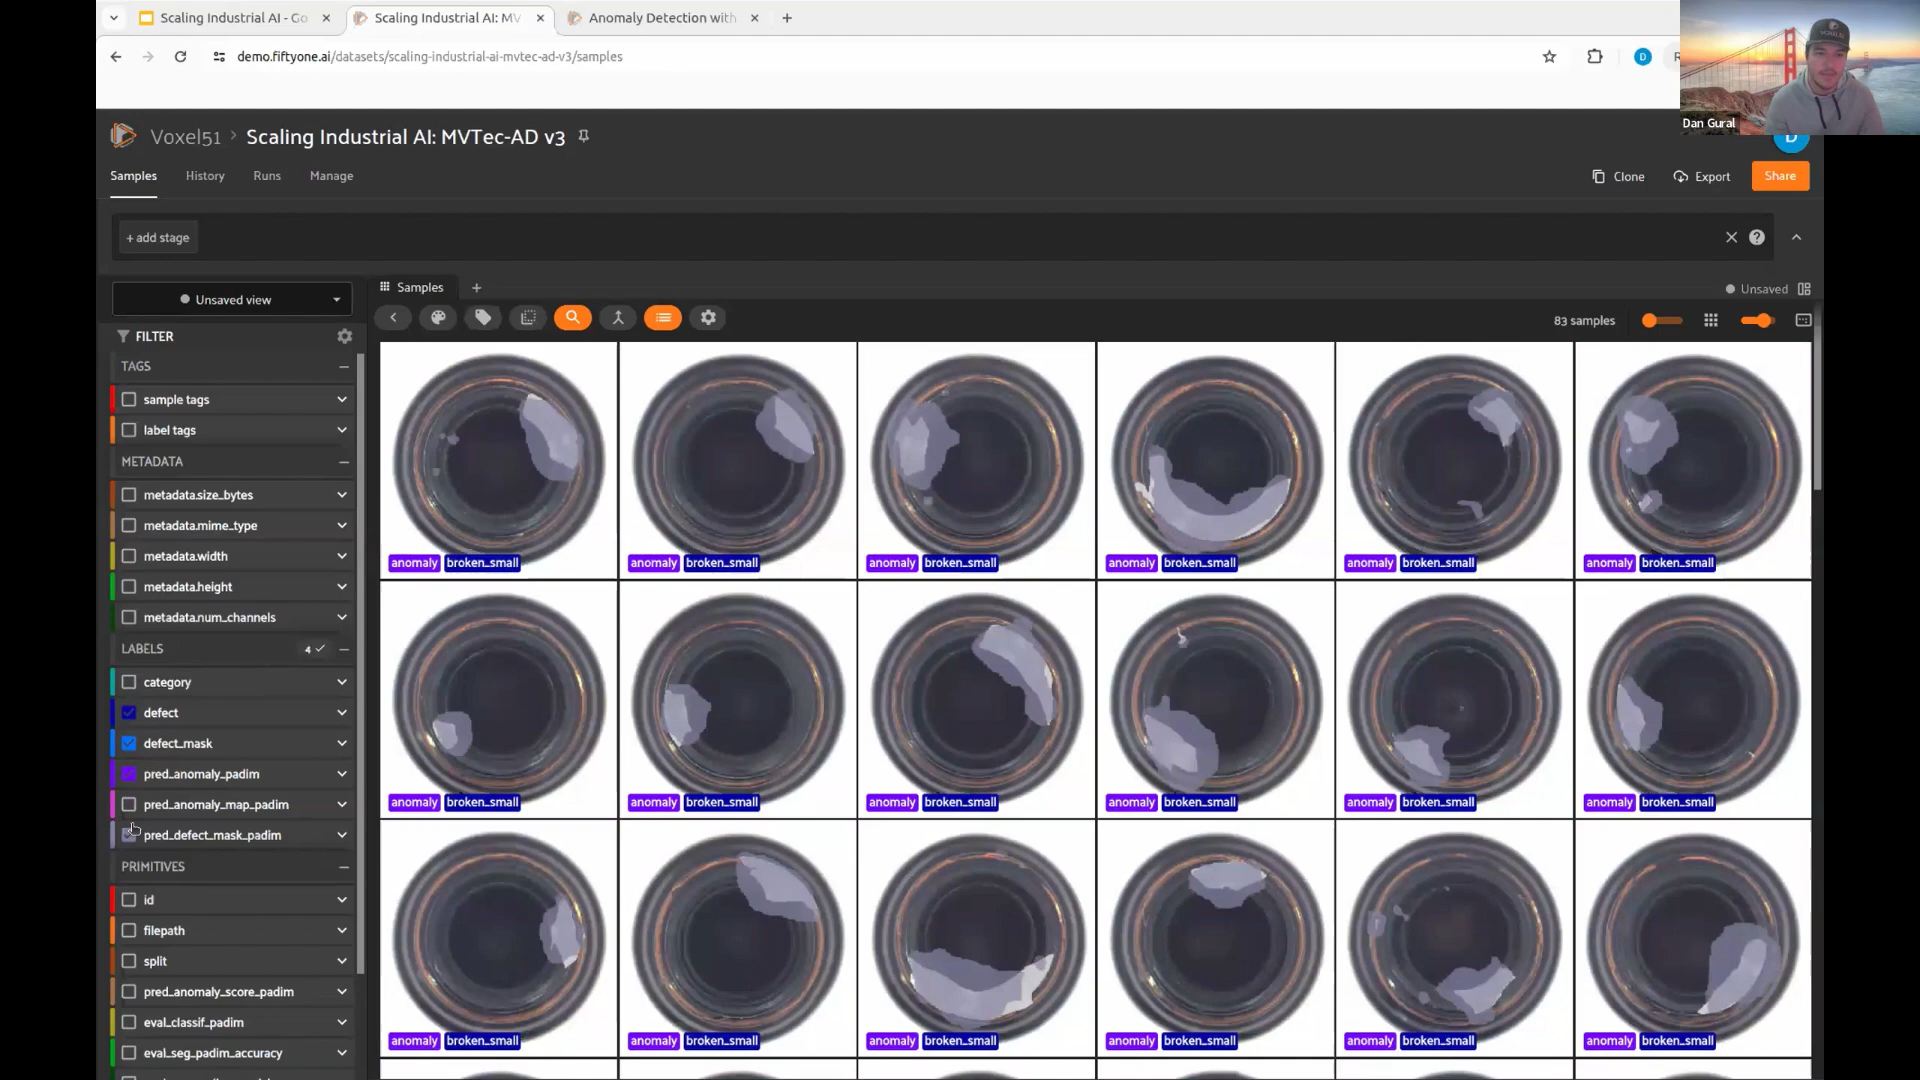 Scaling Industrial AI - Go
Scaling Industrial AI: MV
Anomaly Detection with
demo.fiftyone.ai/datasets/scaling-industrial-ai-mvtec-ad-v3/samples
D
Dan Gural
Voxel51 > Scaling Industrial AI: MVTec-AD v3
Samples History Runs Manage
Clone Export Share
+ add stage
Unsaved view
Samples
Unsaved
FILTER
83 samples
TAGS
sample tags
label tags
METADATA
metadata.size_bytes
metadata.mime_type
metadata.width
metadata.height
metadata.num_channels
LABELS 4
category
defect
defect_mask
pred_anomaly_padim
pred_anomaly_map_padim
pred_defect_mask_padim
PRIMITIVES
id
filepath
split
pred_anomaly_score_padim
eval_classif_padim
eval_seg_padim_accuracy
anomaly broken_small anomaly broken_small anomaly broken_small anomaly broken_small anomaly broken_small anomaly broken_small
anomaly broken_small anomaly broken_small anomaly broken_small anomaly broken_small anomaly broken_small anomaly broken_small
anomaly broken_small anomaly broken_small anomaly broken_small anomaly broken_small anomaly broken_small anomaly broken_small